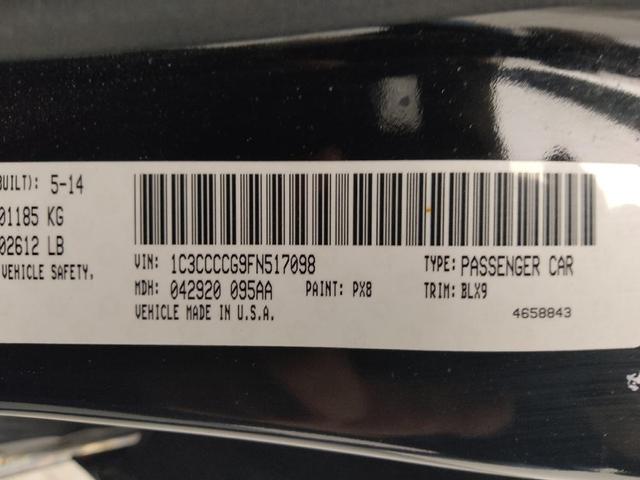 BUILT): 5-14
01185 KG
02612 LB
VEHICLE SAFETY.
VIN: 1C3CCCCG9FN517098 TYPE: PASSENGER CAR
MDH: 042920 095AA PAINT: PX8 TRIM: BLX9
VEHICLE MADE IN U.S.A. 4658843